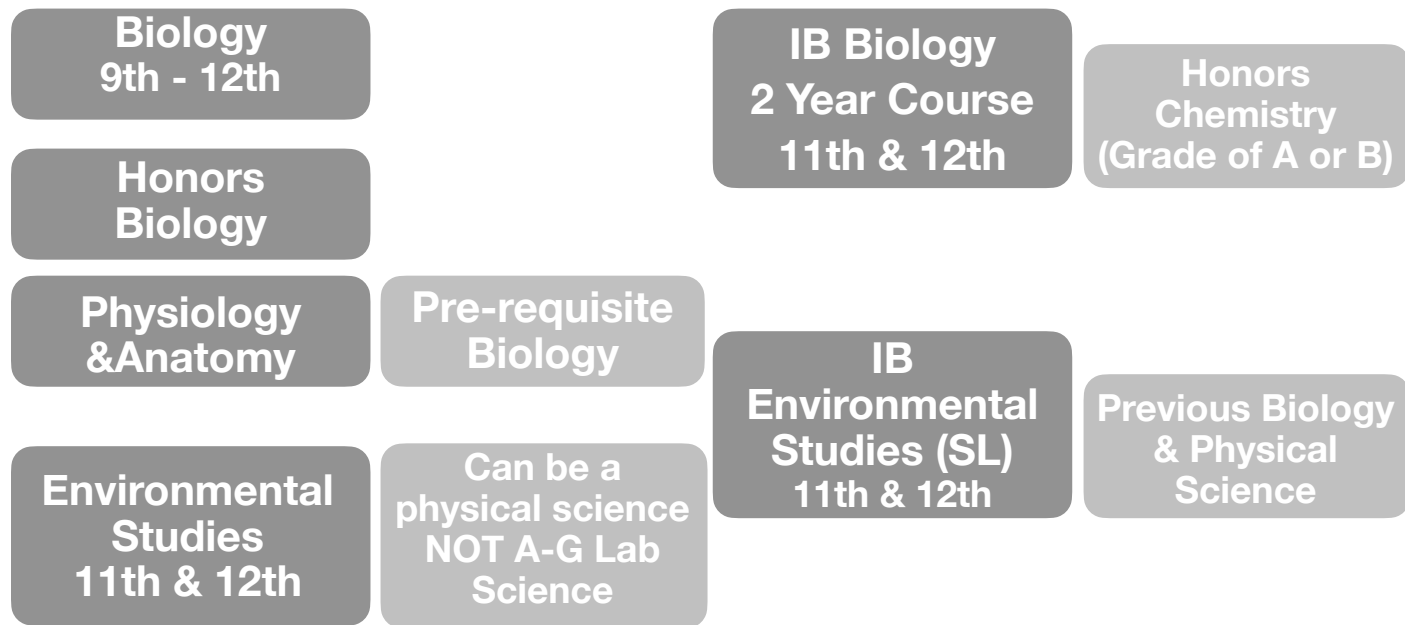 Biology
9th - 12th
Honors
Biology
Physiology
&Anatomy
Pre-requisite
Biology
Environmental
Studies
11th & 12th
Can be a
physical science
NOT A-G Lab
Science
IB Biology
2 Year Course
11th & 12th
Honors
Chemistry
(Grade of A or B)
IB
Environmental
Studies (SL)
11th & 12th
Previous Biology
& Physical
Science